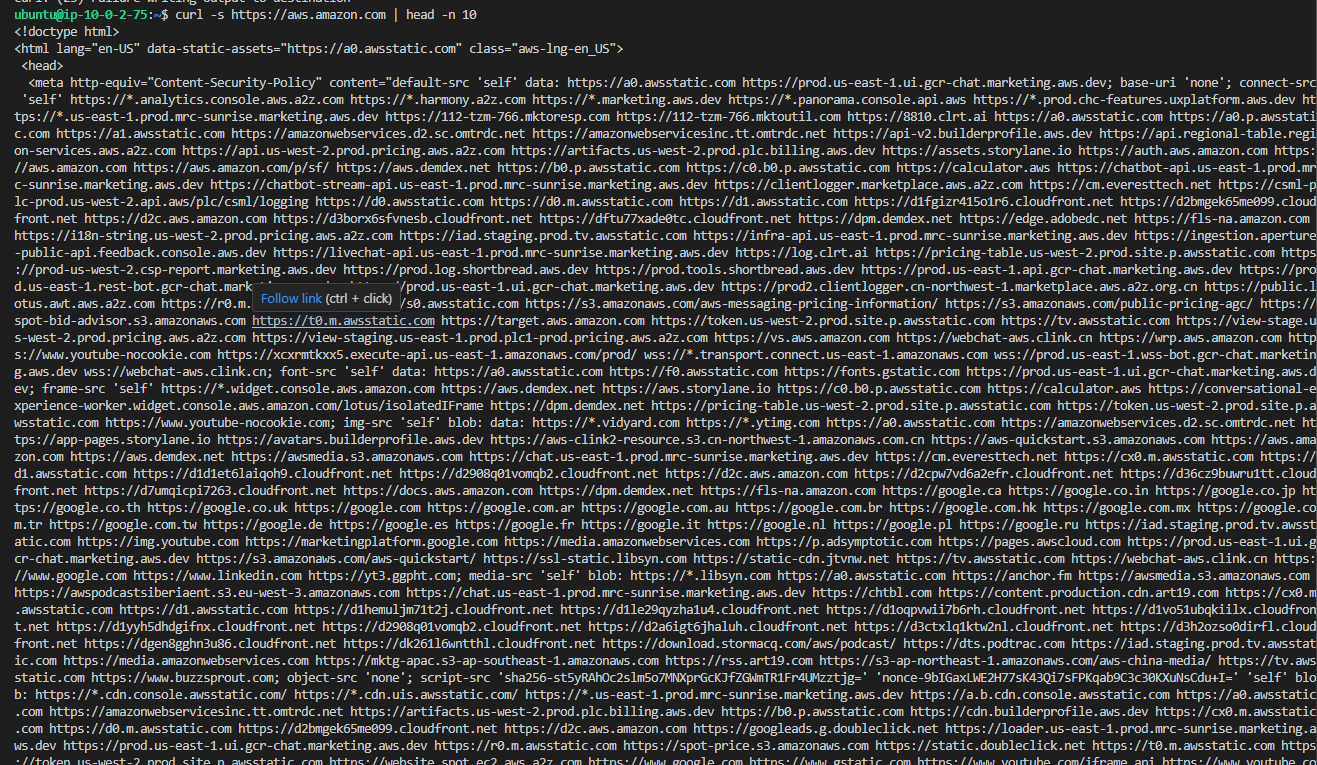 ubuntu@ip-10-0-2-75:~$ curl -s https://aws.amazon.com | head -n 10
<!doctype html>
<html lang="en-US" data-static-assets="https://a0.awsstatic.com" class="aws-lng-en_US">
<head>
<meta http-equiv="Content-Security-Policy" content="default-src 'self' data: https://a0.awsstatic.com https://prod.us-east-1.ui.gcr-chat.marketing.aws.dev; base-uri 'none'; connect-src
'self' https://*.analytics.console.aws.a2z.com https://*.harmony.a2z.com https://*.marketing.aws.dev https://*.panorama.console.api.aws https://*.prod.chc-features.uxplatform.aws.dev ht
tps://*.us-east-1.prod.mrc-sunrise.marketing.aws.dev https://112-tzm-766.mktoresp.com https://112-tzm-766.mktoutil.com https://8810.clrt.ai https://a0.awsstatic.com https://a0.p.awsstati
c.com https://a1.awsstatic.com https://amazonwebservices.d2.sc.omtrdc.net https://amazonwebservicesinc.tt.omtrdc.net https://api-v2.builderprofile.aws.dev https://api.regional-table.regi
on-services.aws.a2z.com https://api.us-west-2.prod.pricing.aws.a2z.com https://artifacts.us-west-2.prod.plc.billing.aws.dev https://assets.storylane.io https://auth.aws.amazon.com https:
//aws.amazon.com https://aws.amazon.com/p/sf/ https://aws.demdex.net https://b0.p.awsstatic.com https://c0.b0.p.awsstatic.com https://calculator.aws https://chatbot-api.us-east-1.prod.mr
c-sunrise.marketing.aws.dev https://chatbot-stream-api.us-east-1.prod.mrc-sunrise.marketing.aws.dev https://clientlogger.marketplace.aws.a2z.com https://cm.everesttech.net https://csml-p
lc-prod.us-west-2.api.aws/plc/csml/logging https://d0.awsstatic.com https://d0.m.awsstatic.com https://d1.awsstatic.com https://d1fgizr415o1r6.cloudfront.net https://d2bmgek65me099.cloud
front.net https://d2c.aws.amazon.com https://d3borx6sfvnesb.cloudfront.net https://dftu77xade0tc.cloudfront.net https://dpm.demdex.net https://edge.adobedc.net https://fls-na.amazon.com
https://i18n-string.us-west-2.prod.pricing.aws.a2z.com https://iad.staging.prod.tv.awsstatic.com https://infra-api.us-east-1.prod.mrc-sunrise.marketing.aws.dev https://ingestion.aperture
-public-api.feedback.console.aws.dev https://livechat-api.us-east-1.prod.mrc-sunrise.marketing.aws.dev https://log.clrt.ai https://pricing-table.us-west-2.prod.site.p.awsstatic.com https
://prod-us-west-2.csp-report.marketing.aws.dev https://prod.log.shortbread.aws.dev https://prod.tools.shortbread.aws.dev https://prod.us-east-1.api.gcr-chat.marketing.aws.dev https://pro
d.us-east-1.rest-bot.gcr-chat.mark /prod.us-east-1.ui.gcr-chat.marketing.aws.dev https://prod2.clientlogger.cn-northwest-1.marketplace.aws.a2z.org.cn https://public.l
Follow link (ctrl + click)
otus.awt.aws.a2z.com https://r0.m. /s0.awsstatic.com https://s3.amazonaws.com/aws-messaging-pricing-information/ https://s3.amazonaws.com/public-pricing-agc/ https://
spot-bid-advisor.s3.amazonaws.com https://t0.m.awsstatic.com https://target.aws.amazon.com https://token.us-west-2.prod.site.p.awsstatic.com https://tv.awsstatic.com https://view-stage.u
s-west-2.prod.pricing.aws.a2z.com https://view-staging.us-east-1.prod.plc1-prod.pricing.aws.a2z.com https://vs.aws.amazon.com https://webchat-aws.clink.cn https://wrp.aws.amazon.com http
s://www.youtube-nocookie.com https://xcxrmtkxx5.execute-api.us-east-1.amazonaws.com/prod/ wss://*.transport.connect.us-east-1.amazonaws.com wss://prod.us-east-1.wss-bot.gcr-chat.marketin
g.aws.dev wss://webchat-aws.clink.cn; font-src 'self' data: https://a0.awsstatic.com https://f0.awsstatic.com https://fonts.gstatic.com https://prod.us-east-1.ui.gcr-chat.marketing.aws.d
ev; frame-src 'self' https://*.widget.console.aws.amazon.com https://aws.demdex.net https://aws.storylane.io https://c0.b0.p.awsstatic.com https://calculator.aws https://conversational-e
xperience-worker.widget.console.aws.amazon.com/lotus/isolatedIFrame https://dpm.demdex.net https://pricing-table.us-west-2.prod.site.p.awsstatic.com https://token.us-west-2.prod.site.p.a
wsstatic.com https://www.youtube-nocookie.com; img-src 'self' blob: data: https://*.vidyard.com https://*.ytimg.com https://a0.awsstatic.com https://amazonwebservices.d2.sc.omtrdc.net ht
tps://app-pages.storylane.io https://avatars.builderprofile.aws.dev https://aws-clink2-resource.s3.cn-northwest-1.amazonaws.com.cn https://aws-quickstart.s3.amazonaws.com https://aws.ama
zon.com https://aws.demdex.net https://awsmedia.s3.amazonaws.com https://chat.us-east-1.prod.mrc-sunrise.marketing.aws.dev https://cm.everesttech.net https://cx0.m.awsstatic.com https://
d1.awsstatic.com https://d1d1et6laiqoh9.cloudfront.net https://d2908q01vomqb2.cloudfront.net https://d2c.aws.amazon.com https://d2cpw7vd6a2efr.cloudfront.net https://d36cz9buwru1tt.cloud
front.net https://d7umqicpi7263.cloudfront.net https://docs.aws.amazon.com https://dpm.demdex.net https://fls-na.amazon.com https://google.ca https://google.co.in https://google.co.jp ht
tps://google.co.th https://google.co.uk https://google.com https://google.com.ar https://google.com.au https://google.com.br https://google.com.hk https://google.com.mx https://google.co
m.tr https://google.com.tw https://google.de https://google.es https://google.fr https://google.it https://google.nl https://google.pl https://google.ru https://iad.staging.prod.tv.awsst
atic.com https://img.youtube.com https://marketingplatform.google.com https://media.amazonwebservices.com https://p.adsymptotic.com https://pages.awscloud.com https://prod.us-east-1.ui.g
cr-chat.marketing.aws.dev https://s3.amazonaws.com/aws-quickstart/ https://ssl-static.libsyn.com https://static-cdn.jtvnw.net https://tv.awsstatic.com https://webchat-aws.clink.cn https:
//www.google.com https://www.linkedin.com https://yt3.ggpht.com; media-src 'self' blob: https://*.libsyn.com https://a0.awsstatic.com https://anchor.fm https://awsmedia.s3.amazonaws.com
https://awspodcastsiberiaent.s3.eu-west-3.amazonaws.com https://chat.us-east-1.prod.mrc-sunrise.marketing.aws.dev https://chtbl.com https://content.production.cdn.art19.com https://cx0.m
.awsstatic.com https://d1.awsstatic.com https://d1hemuljm71t2j.cloudfront.net https://d1le29qyzha1u4.cloudfront.net https://d1oqpvwii7b6rh.cloudfront.net https://d1vo51ubqkiilx.cloudfron
t.net https://d1yyh5dhdgifnx.cloudfront.net https://d2908q01vomqb2.cloudfront.net https://d2a6igt6jhaluh.cloudfront.net https://d3ctxlq1ktw2nl.cloudfront.net https://d3h2ozso0dirfl.cloud
front.net https://dgen8gghn3u86.cloudfront.net https://dk261l6wntthl.cloudfront.net https://download.stormacq.com/aws/podcast/ https://dts.podtrac.com https://iad.staging.prod.tv.awsstat
ic.com https://media.amazonwebservices.com https://mktg-apac.s3-ap-southeast-1.amazonaws.com https://rss.art19.com https://s3-ap-northeast-1.amazonaws.com/aws-china-media/ https://tv.aws
static.com https://www.buzzsprout.com; object-src 'none'; script-src 'sha256-st5yRAhOc2slm5o7MNXprGcKJfZGWmTR1Fr4UMzztjg=' 'nonce-9bIGaxLWE2H77sK43Qi7sFPKqab9C3c30KXuNsCdu+I=' 'self' blo
b: https://*.cdn.console.awsstatic.com/ https://*.cdn.uis.awsstatic.com/ https://*.us-east-1.prod.mrc-sunrise.marketing.aws.dev https://a.b.cdn.console.awsstatic.com https://a0.awsstatic
.com https://amazonwebservicesinc.tt.omtrdc.net https://artifacts.us-west-2.prod.plc.billing.aws.dev https://b0.p.awsstatic.com https://cdn.builderprofile.aws.dev https://cx0.m.awsstatic
.com https://d0.m.awsstatic.com https://d2bmgek65me099.cloudfront.net https://d2c.aws.amazon.com https://googleads.g.doubleclick.net https://loader.us-east-1.prod.mrc-sunrise.marketing.a
ws.dev https://prod.us-east-1.ui.gcr-chat.marketing.aws.dev https://r0.m.awsstatic.com https://spot-price.s3.amazonaws.com https://static.doubleclick.net https://t0.m.awsstatic.com https